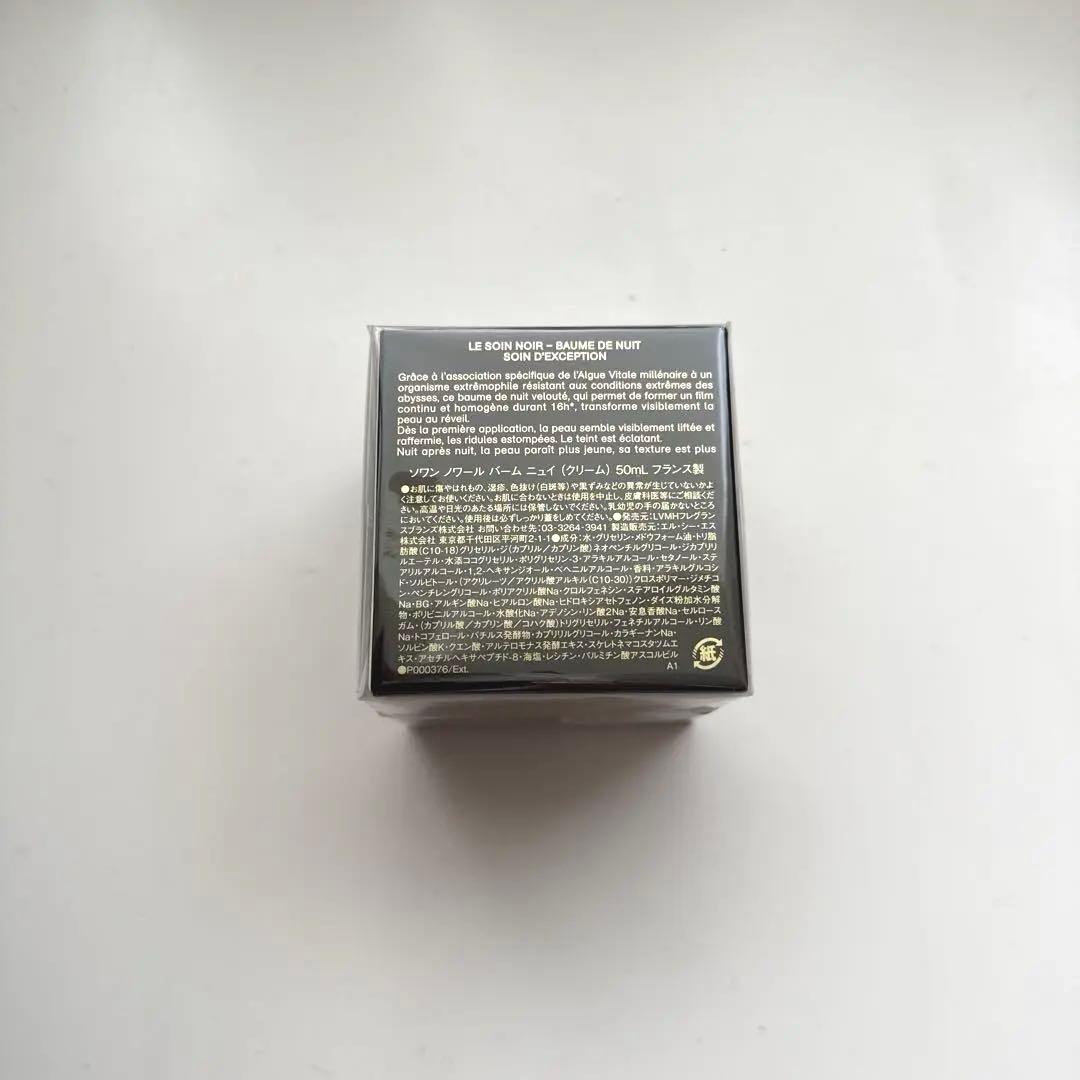 LE SOIN NOIR – BAUME DE NUIT
SOIN D'EXCEPTION
Grâce à l'association spécifique de l'Algue Vitale millénaire à un
organisme extrêmophile résistant aux conditions extrêmes des
abysses, ce baume de nuit velouté, qui permet de former un film
continu et homogène durant 16h*, transforme visiblement la
peau au réveil.
Dès la première application, la peau semble visiblement liftée et
raffermie, les ridules estompées. Le teint est éclatant.
Nuit après nuit, la peau paraît plus jeune, sa texture est plus
ソワン ノワール バーム ニュイ (クリーム) 50mL フランス製
●お肌に傷やはれもの、湿疹、色抜け(白斑等)や黒ずみなどの異常が生じていないかよ
く注意してお使いください。お肌に合わないときは使用を中止し、皮膚科医等にご相談くだ
さい。高温や日光のあたる場所には保管しないでください。乳幼児の手の届かないところ
においてください。使用後は必ずしっかり蓋をしめてください。●発売元:LVMHフレグラン
スブランズ株式会社 お問い合わせ先:03-3264-3941 製造販売元:エル・シー・エス
株式会社 東京都千代田区平河町2-1-1●成分:水・グリセリン・メドウフォーム油・トリ脂
肪酸(C10-18)グリセリル・ジ(カプリル/カプリン酸)ネオペンチルグリコール・ジカプリリ
ルエーテル・水添ココグリセリル・ポリグリセリン-3・アラキルアルコール・セタノール・ステ
アリルアルコール・1,2-ヘキサンジオール・ベヘニルアルコール・香料・アラキルグルコシ
ド・ソルビトール・(アクリレーツ/アクリル酸アルキル(C10-30))クロスポリマー・ジメチコ
ン・ペンチレングリコール・ポリアクリル酸Na・クロルフェネシン・ステアロイルグルタミン酸
Na・BG・アルギン酸Na・ヒアルロン酸Na・ヒドロキシアセトフェノン・ダイズ粉加水分解
物・ポリビニルアルコール・水酸化Na・アデノシン・リン酸2Na・安息香酸Na・セルロース
ガム・(カプリル酸/カプリン酸/コハク酸)トリグリセリル・フェネチルアルコール・リン酸
Na・トコフェロール・バチルス発酵物・カプリリルグリコール・カラギーナンNa・
ソルビン酸K・クエン酸・アルテロモナス発酵エキス・スケレトネマコスタツムエ
キス・アセチルヘキサペプチド-8・海塩・レシチン・パルミチン酸アスコルビル
●P000376/Ext.
A1
紙